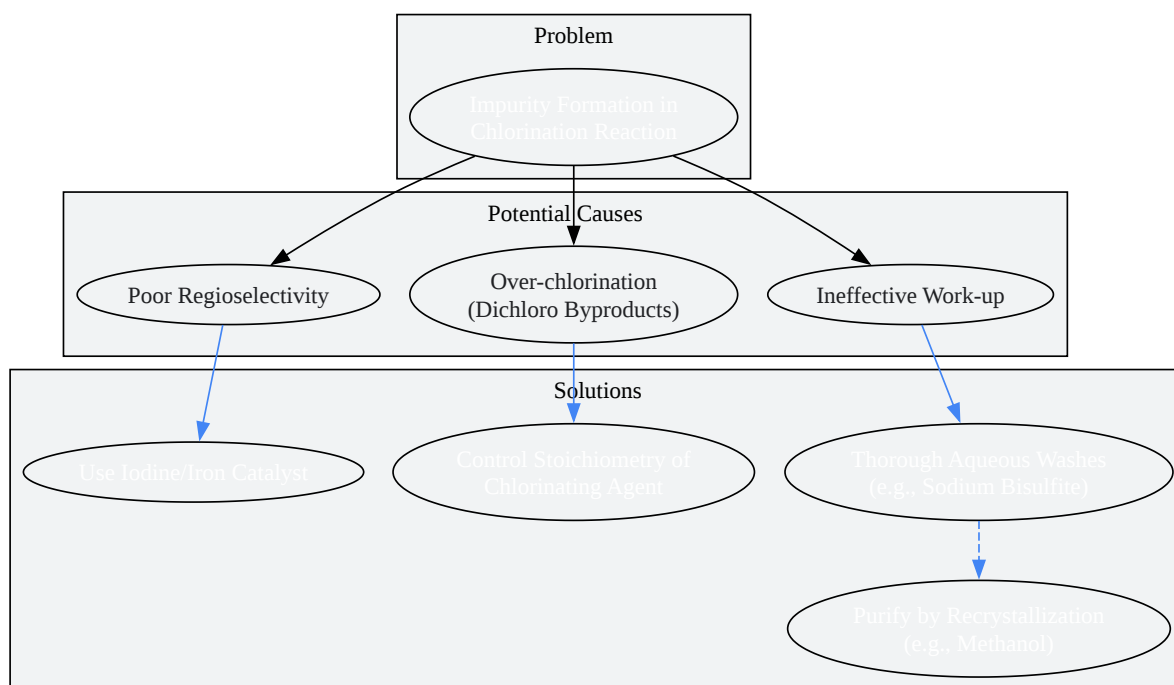 Problem
Impurity Formation in
Chlorination Reaction
Potential Causes
Poor Regioselectivity
Over-chlorination
(Dichloro Byproducts)
Ineffective Work-up
Solutions
Use Iodine/Iron Catalyst
Control Stoichiometry of
Chlorinating Agent
Thorough Aqueous Washes
(e.g., Sodium Bisulfite)
Purify by Recrystallization
(e.g., Methanol)